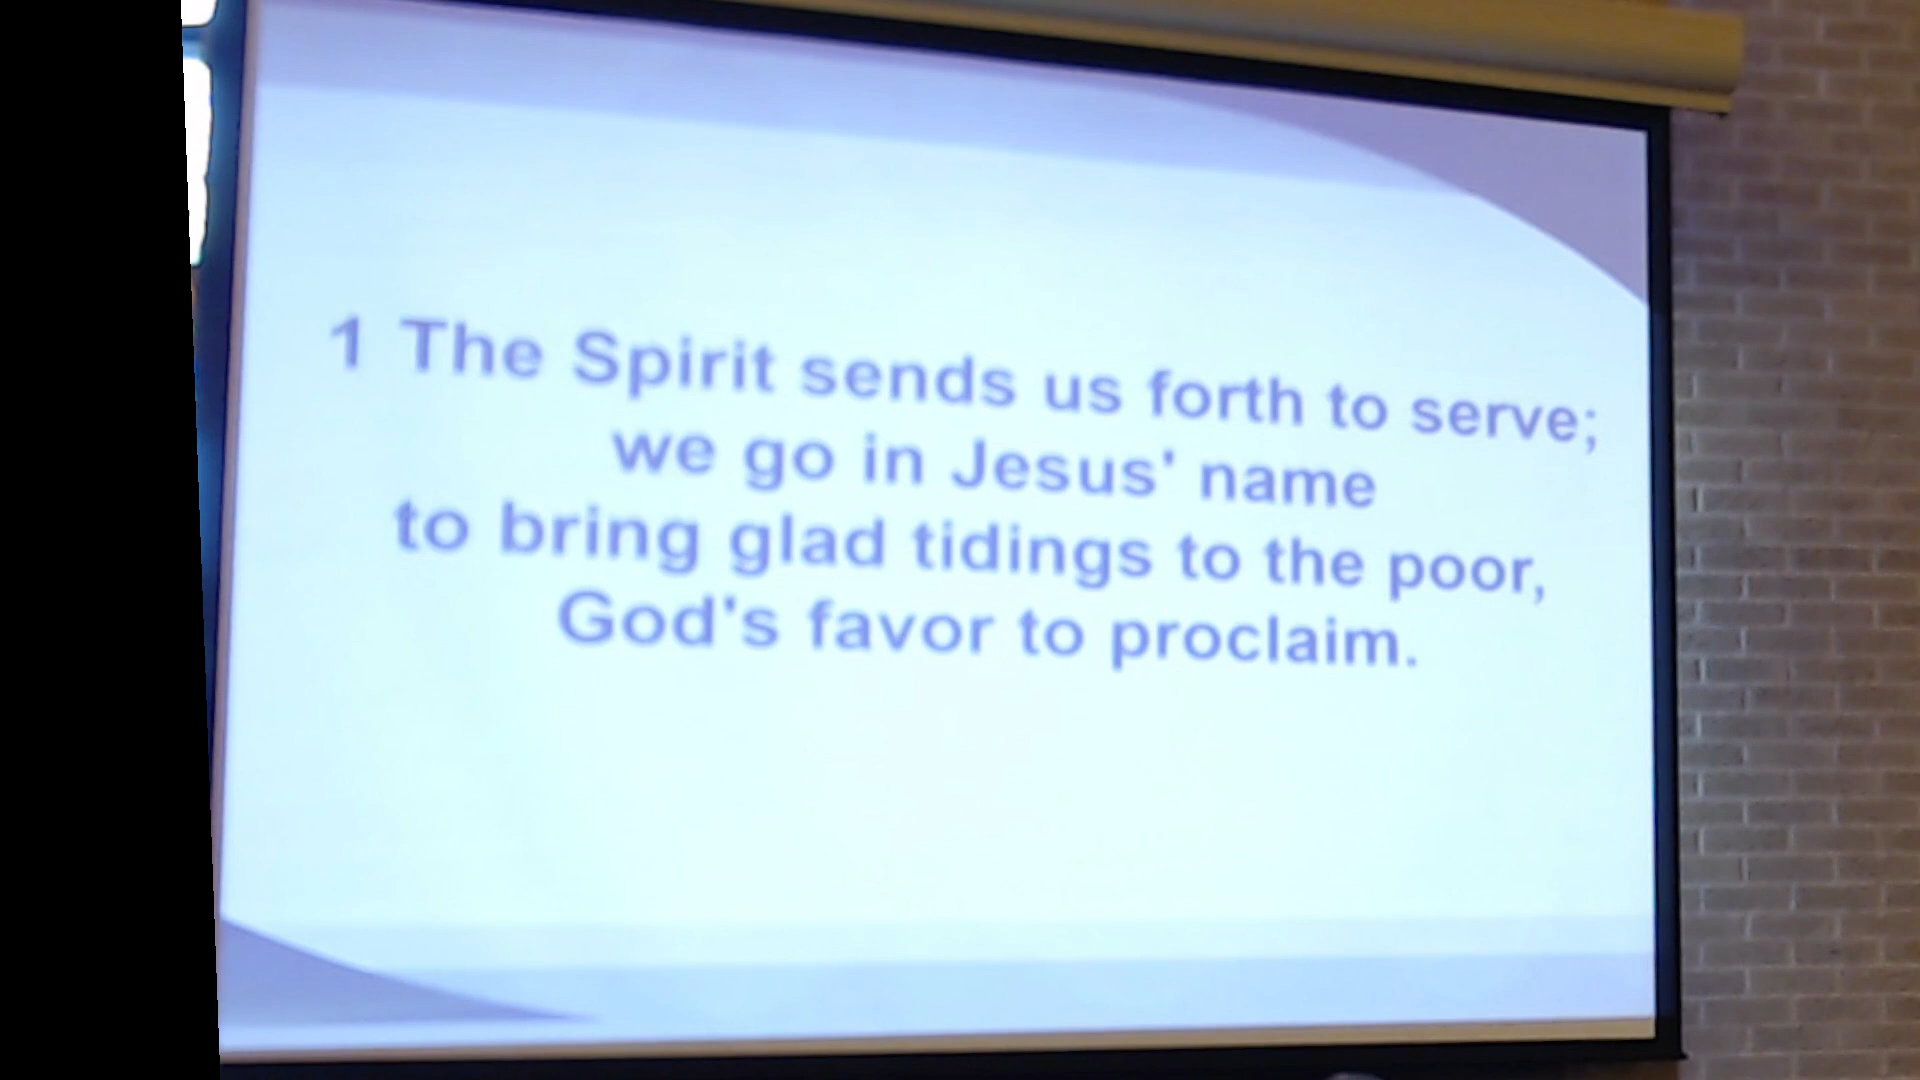 1 The Spirit sends us forth to serve;
we go in Jesus' name
to bring glad tidings to the poor,
God's favor to proclaim.